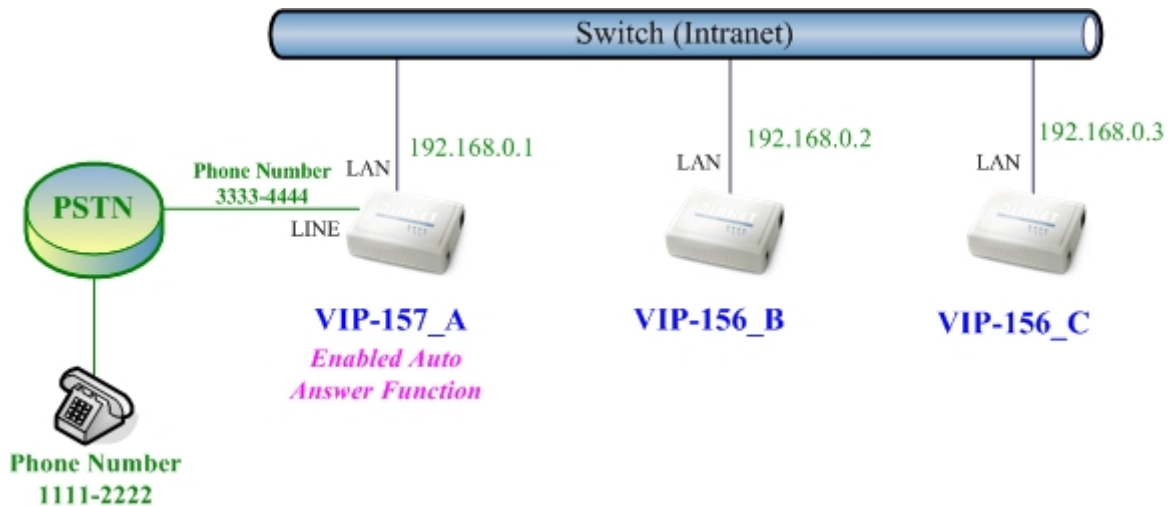 Switch (Intranet)
192.168.0.1
192.168.0.2
192.168.0.3
Phone Number
3333-4444
LAN
LAN
LAN
PSTN
LINE
VIP-157_A
VIP-156_B
VIP-156_C
Enabled Auto
Answer Function
Phone Number
1111-2222